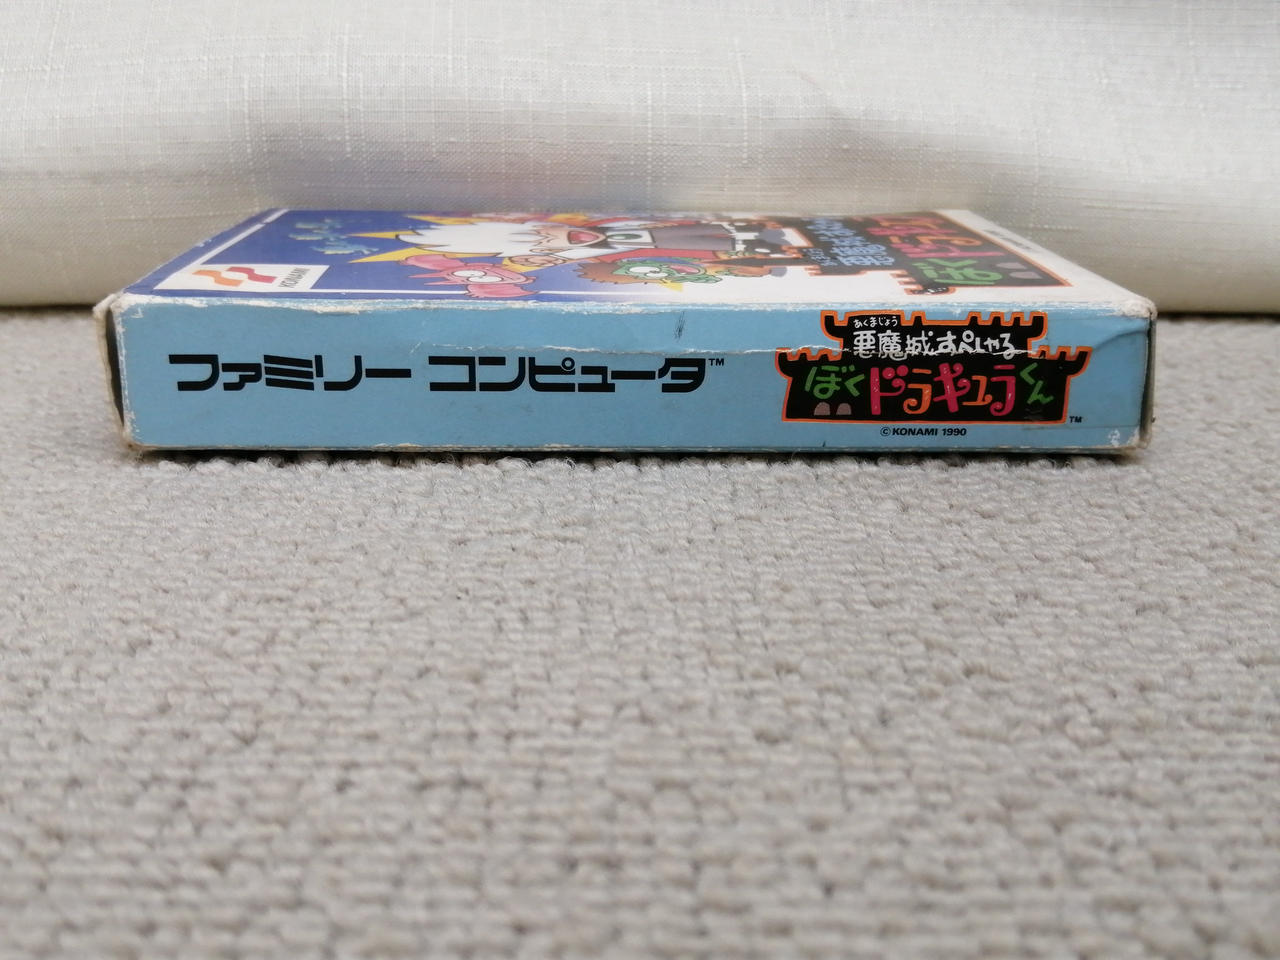 KONAMI
ファミリー コンピュータ™
あくまじょう
悪魔城すぺしゃる
ぼくドラキュラくん
™
©KONAMI 1990